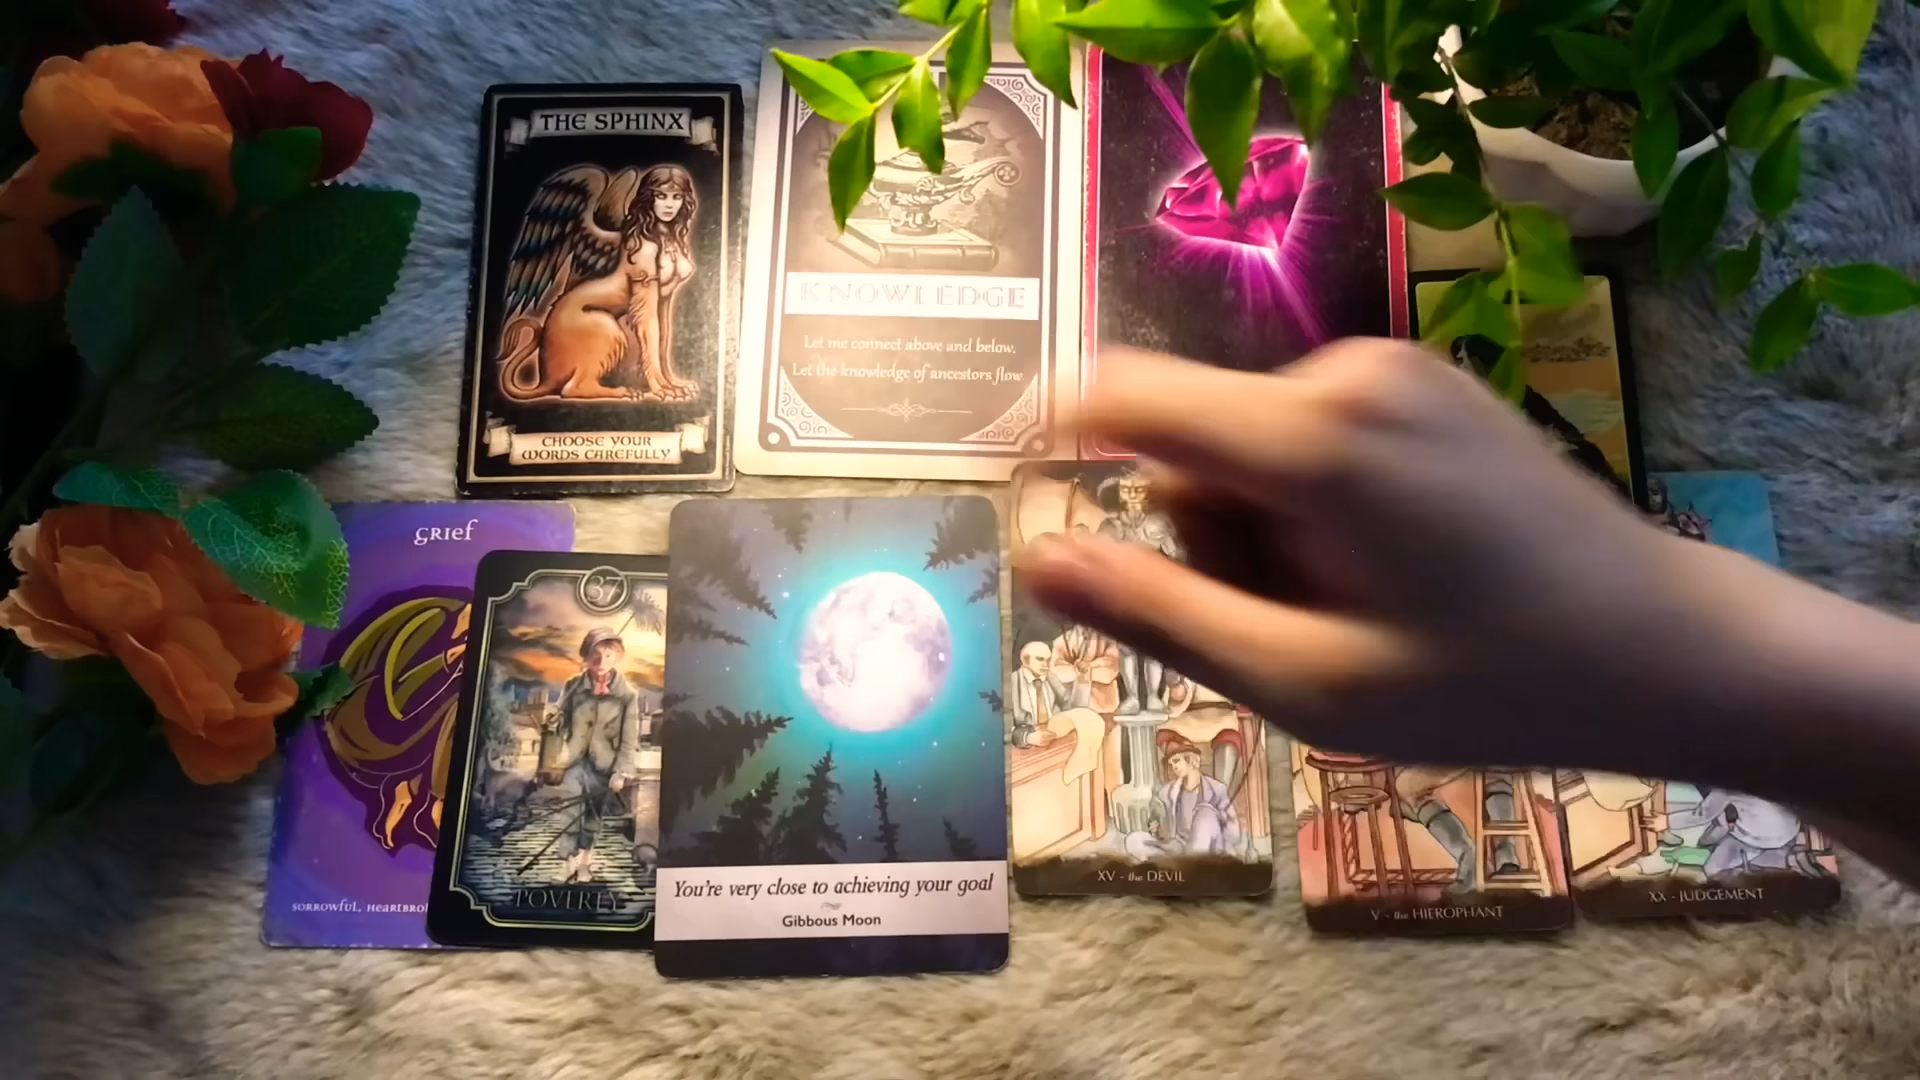 THE SPHINX
CHOOSE YOUR
WORDS CAREFULLY
KNOWLEDGE
Let me connect above and below.
Let the knowledge of ancestors flow
GRIEF
SORROWFUL,
37
POVERTY
You're very close to achieving your goal
Gibbous Moon
XV - the DEVIL
V - the HIEROPHANT
XX - JUDGEMENT